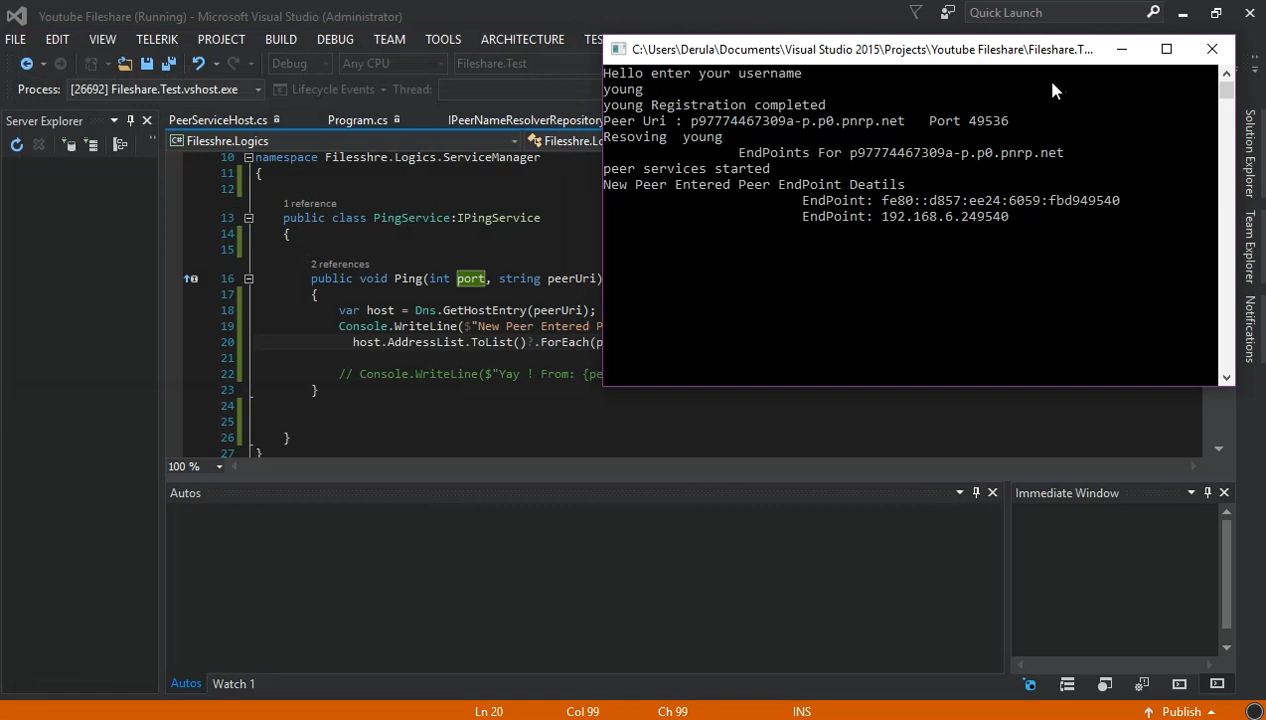 Youtube Fileshare (Running) - Microsoft Visual Studio (Administrator)
Quick Launch
FILE EDIT VIEW TELERIK PROJECT BUILD DEBUG TEAM TOOLS ARCHITECTURE TES
Debug Any CPU Fileshare.Test
Process: [26692] Fileshare.Test.vshost.exe Lifecycle Events Thread:
Server Explorer
PeerServiceHost.cs Program.cs IPeerNameResolverRepository
Filesshre.Logics Filesshre.Lo
10 namespace Filesshre.Logics.ServiceManager
11 {
12
1 reference
13 public class PingService:IPingService
14 {
15
2 references
16 public void Ping(int port, string peerUri)
17 {
18 var host = Dns.GetHostEntry(peerUri);
19 Console.WriteLine($"New Peer Entered P
20 host.AddressList.ToList()?.ForEach(p
21
22 // Console.WriteLine($"Yay ! From: {pe
23 }
24
25
26 }
27 }
100 %
C:\Users\Derula\Documents\Visual Studio 2015\Projects\Youtube Fileshare\Fileshare.T...
Hello enter your username
young
young Registration completed
Peer Uri : p97774467309a-p.p0.pnrp.net Port 49536
Resoving young
EndPoints For p97774467309a-p.p0.pnrp.net
peer services started
New Peer Entered Peer EndPoint Deatils
EndPoint: fe80::d857:ee24:6059:fbd949540
EndPoint: 192.168.6.249540
Solution Explorer
Team Explorer
Notifications
Autos
Immediate Window
Autos Watch 1
Ln 20 Col 99 Ch 99 INS Publish